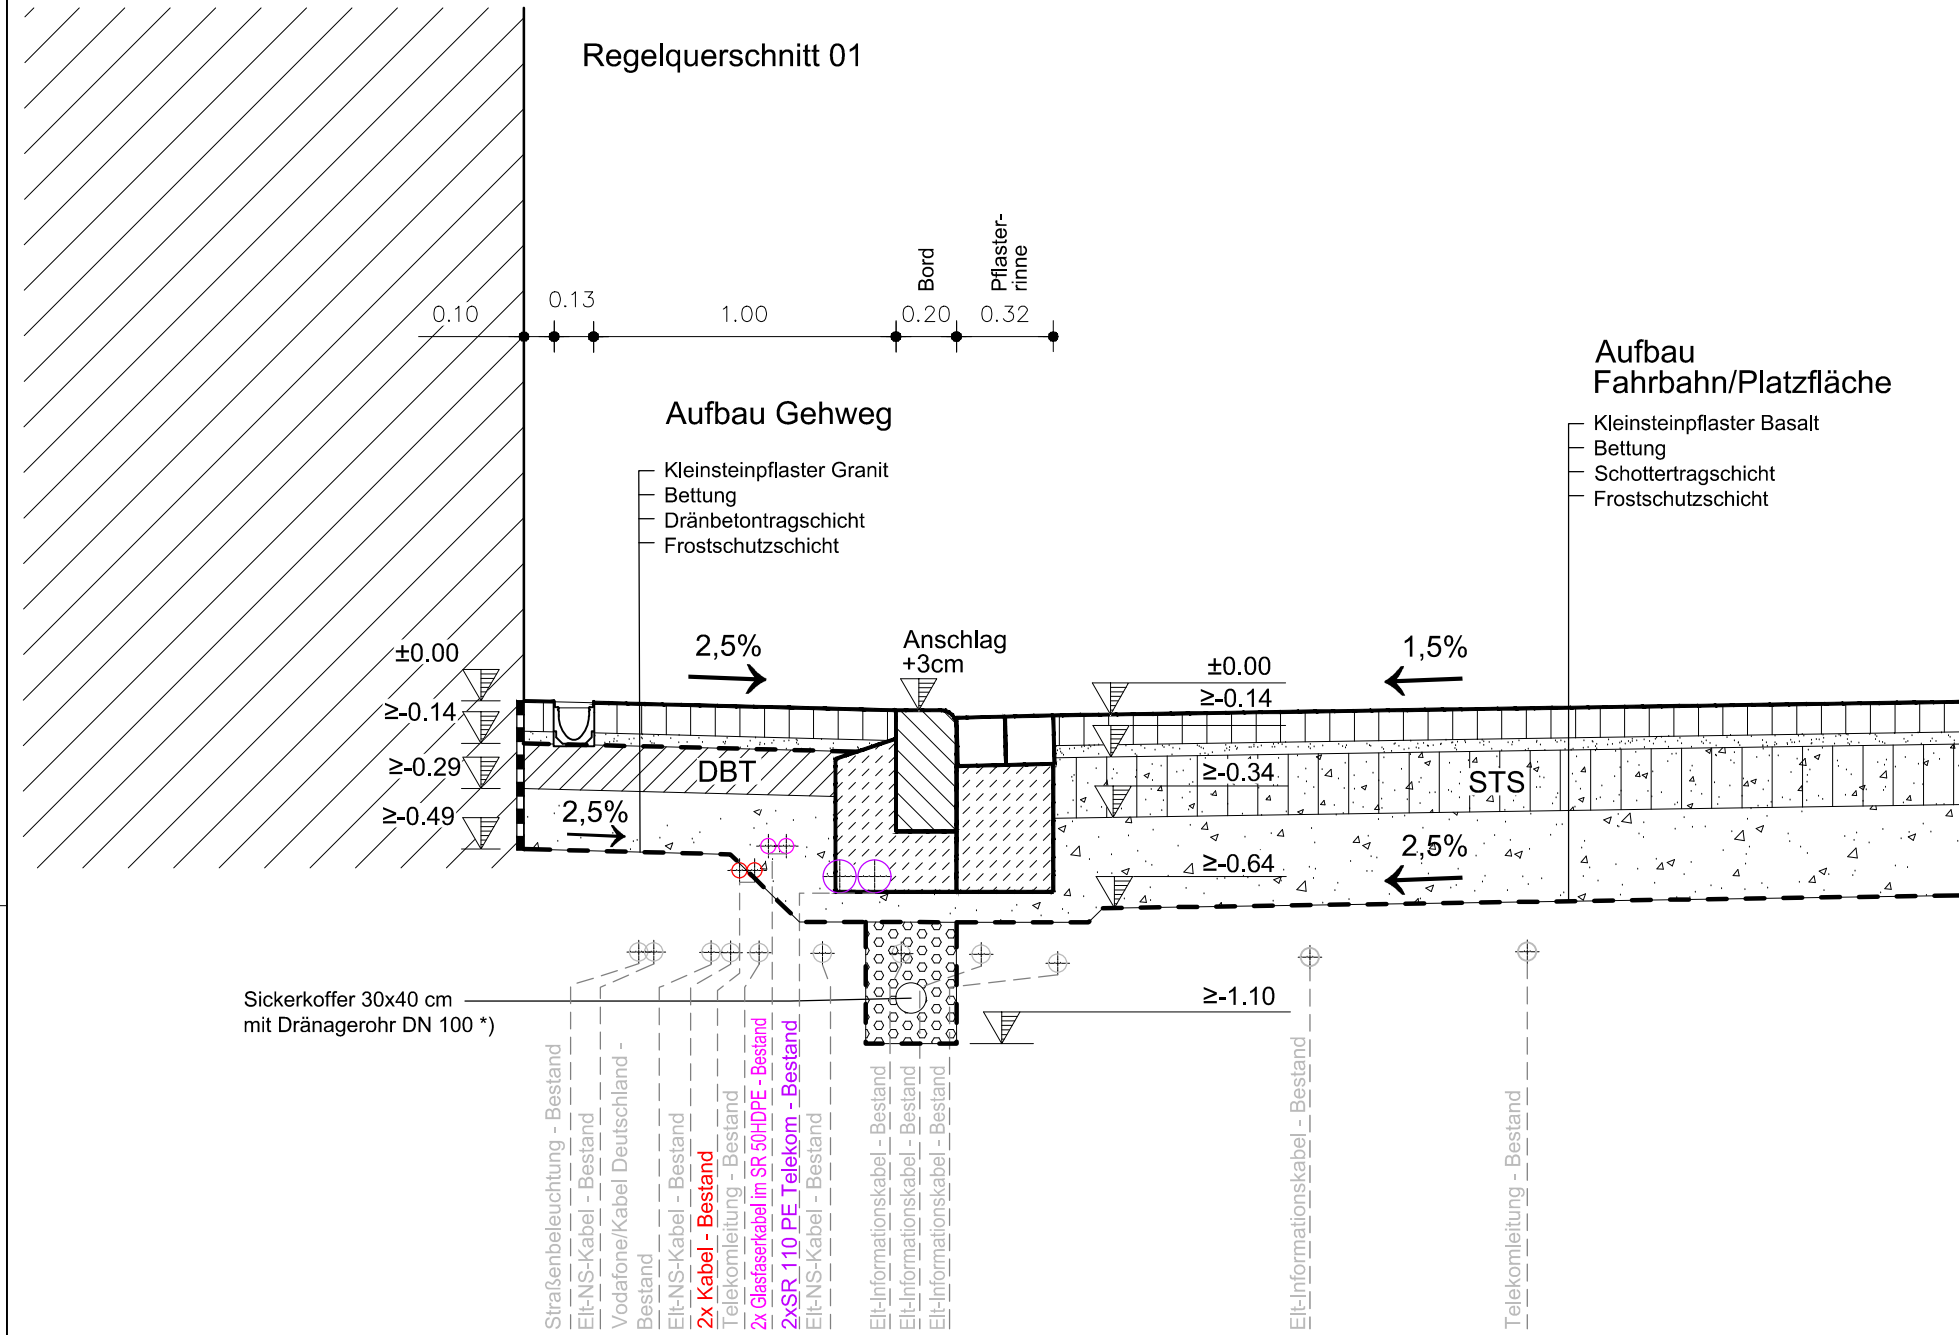 Regelquerschnitt 01
Bord
Pflaster-
rinne
0.10
0.13
1.00
0.20
0.32
Aufbau Gehweg
Kleinsteinpflaster Granit
Bettung
Dränbetontragschicht
Frostschutzschicht
Aufbau
Fahrbahn/Platzfläche
Kleinsteinpflaster Basalt
Bettung
Schottertragschicht
Frostschutzschicht
±0.00
≥-0.14
≥-0.29
≥-0.49
2,5%
Anschlag
+3cm
±0.00
≥-0.14
1,5%
DBT
2,5%
≥-0.34
STS
≥-0.64
2,5%
≥-1.10
Sickerkoffer 30x40 cm
mit Dränagerohr DN 100 *)
Straßenbeleuchtung - Bestand
Elt-NS-Kabel - Bestand
Vodafone/Kabel Deutschland -
Bestand
Elt-NS-Kabel - Bestand
2x Kabel - Bestand
Telekomleitung - Bestand
2x Glasfaserkabel im SR 50HDPE - Bestand
2xSR 110 PE Telekom - Bestand
Elt-NS-Kabel - Bestand
Elt-Informationskabel - Bestand
Elt-Informationskabel - Bestand
Elt-Informationskabel - Bestand
Elt-Informationskabel - Bestand
Telekomleitung - Bestand